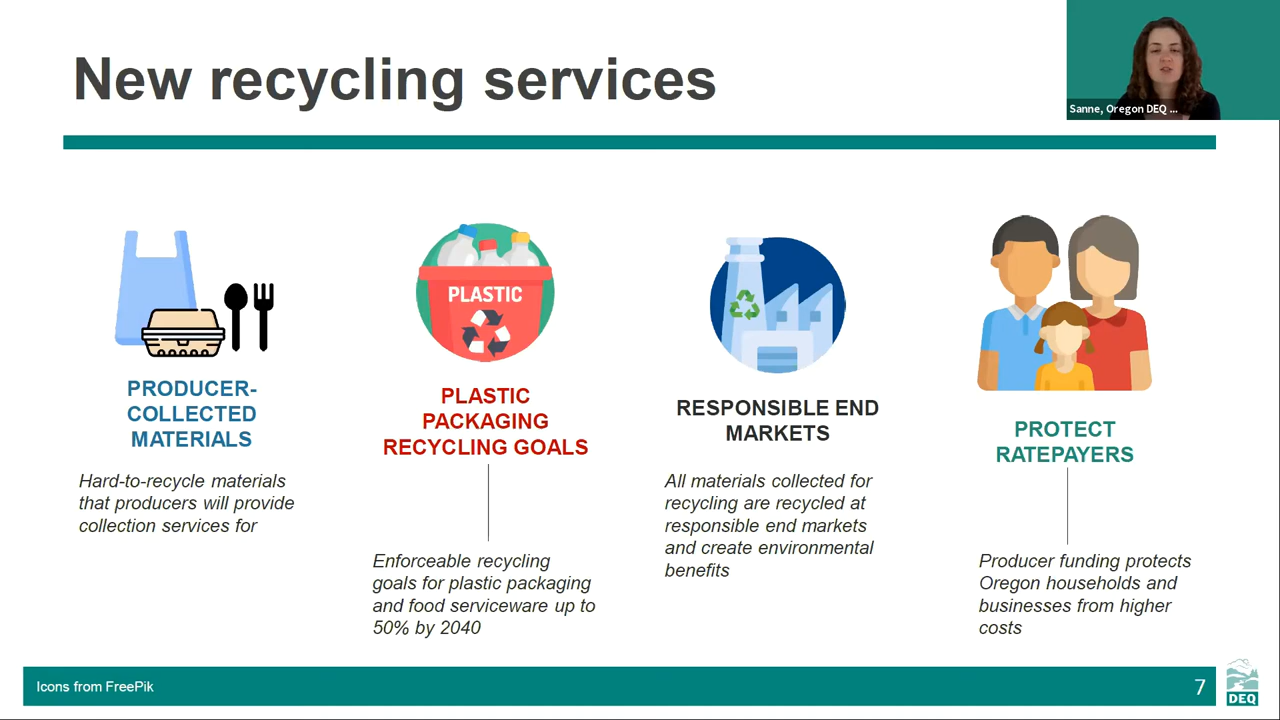 New recycling services
Sanne, Oregon DEQ ...
PLASTIC
PRODUCER-
COLLECTED
MATERIALS
Hard-to-recycle materials
that producers will provide
collection services for
PLASTIC
PACKAGING
RECYCLING GOALS
Enforceable recycling
goals for plastic packaging
and food serviceware up to
50% by 2040
RESPONSIBLE END
MARKETS
All materials collected for
recycling are recycled at
responsible end markets
and create environmental
benefits
PROTECT
RATEPAYERS
Producer funding protects
Oregon households and
businesses from higher
costs
Icons from FreePik
7
DEQ